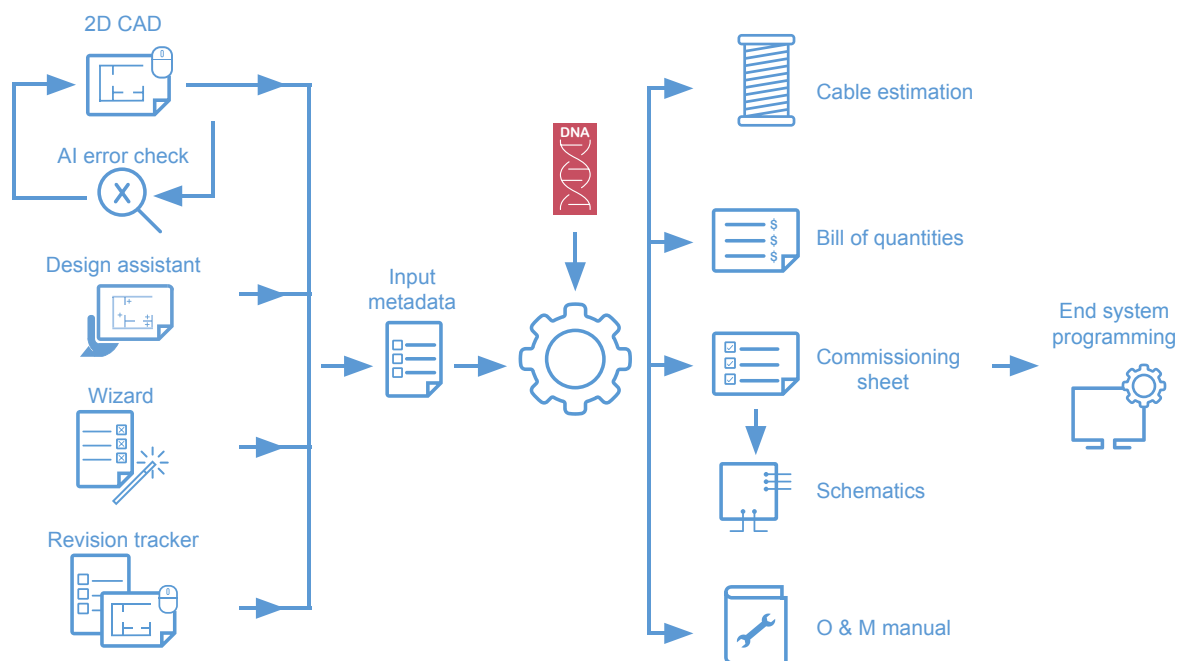 2D CAD
AI error check
X
Design assistant
Wizard
Revision tracker
Input
metadata
DNA
Cable estimation
$
$
$
Bill of quantities
Commissioning
sheet
Schematics
O & M manual
End system
programming